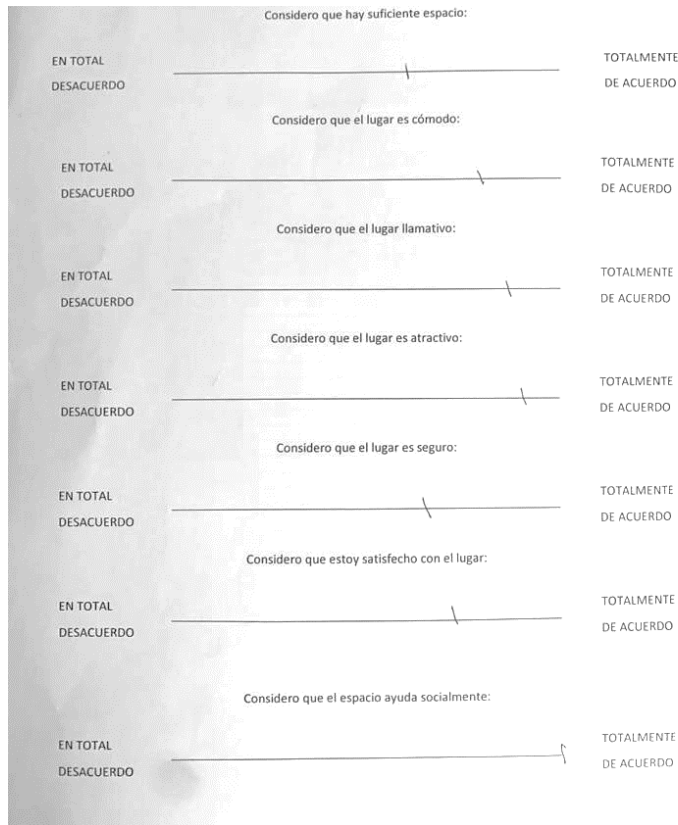 Considero que hay suficiente espacio:
EN TOTAL TOTALMENTE
DESACUERDO DE ACUERDO
Considero que el lugar es cómodo:
EN TOTAL TOTALMENTE
DESACUERDO DE ACUERDO
Considero que el lugar llamativo:
EN TOTAL TOTALMENTE
DESACUERDO DE ACUERDO
Considero que el lugar es atractivo:
EN TOTAL TOTALMENTE
DESACUERDO DE ACUERDO
Considero que el lugar es seguro:
EN TOTAL TOTALMENTE
DESACUERDO DE ACUERDO
Considero que estoy satisfecho con el lugar:
EN TOTAL TOTALMENTE
DESACUERDO DE ACUERDO
Considero que el espacio ayuda socialmente:
EN TOTAL TOTALMENTE
DESACUERDO DE ACUERDO